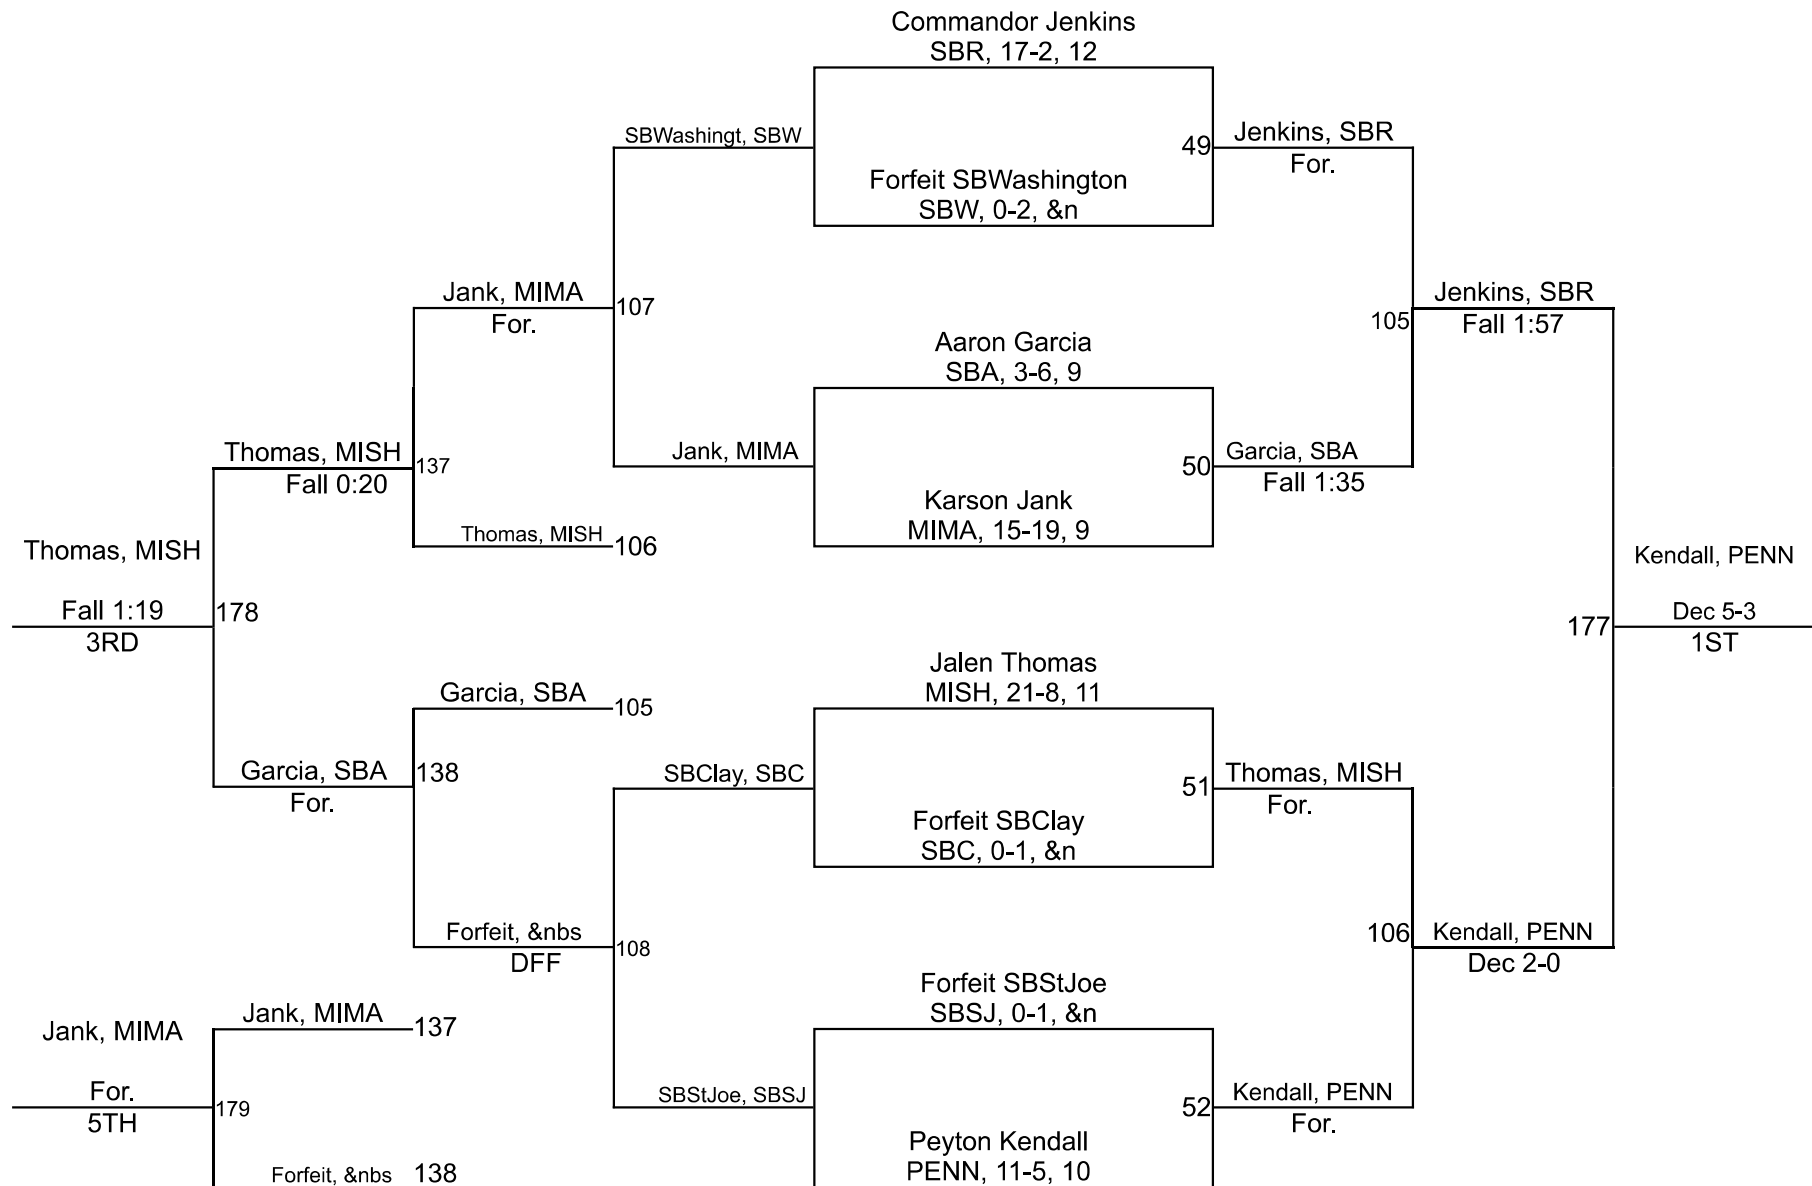 Commandor Jenkins
SBR, 17-2, 12
SBWashingt, SBW
49
Jenkins, SBR
For.
Forfeit SBWashington
SBW, 0-2, &n
Jank, MIMA
For.
107
105
Jenkins, SBR
Fall 1:57
Aaron Garcia
SBA, 3-6, 9
Thomas, MISH
Fall 0:20
137
Jank, MIMA
50
Garcia, SBA
Fall 1:35
Karson Jank
MIMA, 15-19, 9
Thomas, MISH
106
Thomas, MISH
Fall 1:19
3RD
178
Kendall, PENN
177
Dec 5-3
1ST
Jalen Thomas
MISH, 21-8, 11
Garcia, SBA
105
Garcia, SBA
For.
138
SBClay, SBC
51
Thomas, MISH
For.
Forfeit SBClay
SBC, 0-1, &n
Forfeit, &nbs
DFF
108
106
Kendall, PENN
Dec 2-0
Forfeit SBStJoe
SBSJ, 0-1, &n
Jank, MIMA
137
Jank, MIMA
For.
5TH
179
SBStJoe, SBSJ
52
Kendall, PENN
For.
Peyton Kendall
PENN, 11-5, 10
Forfeit, &nbs
138